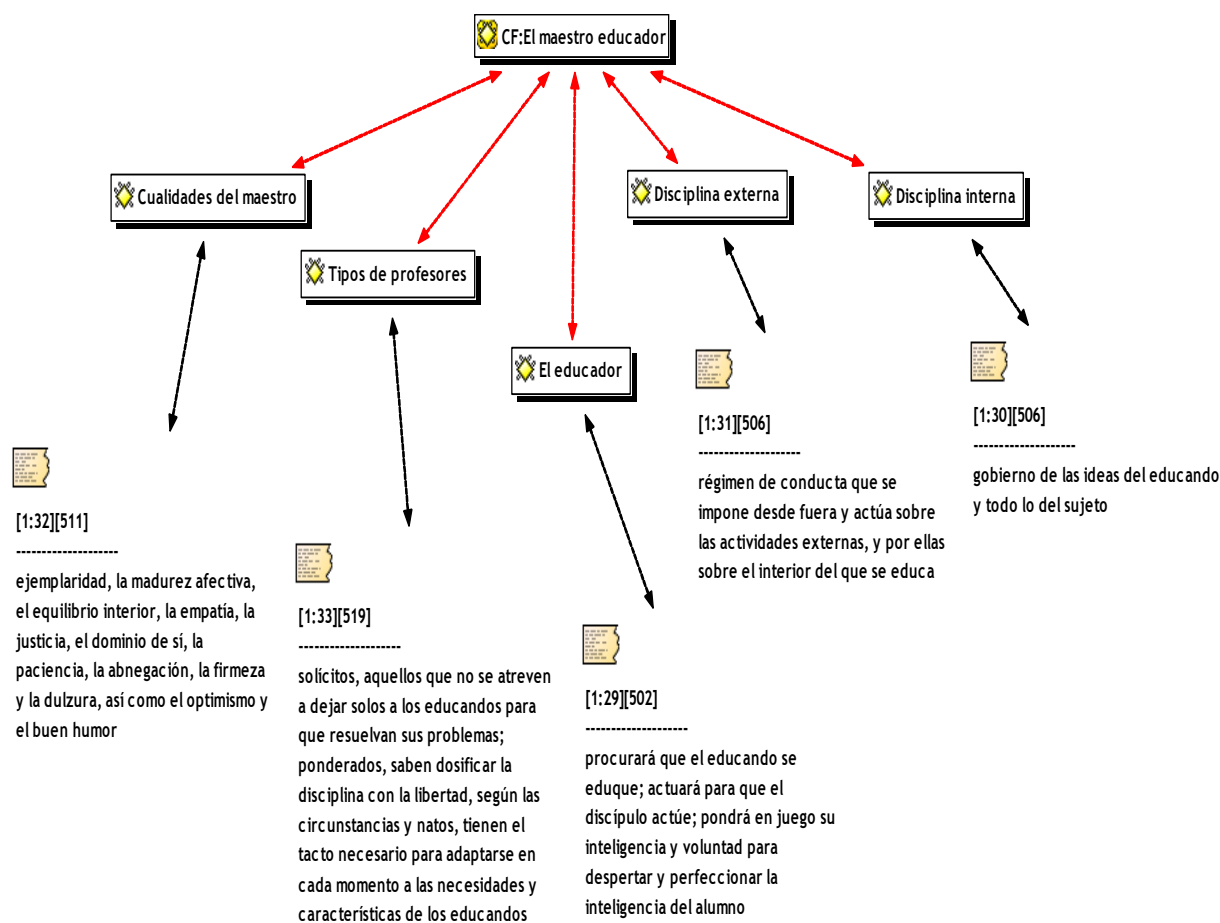 CF:El maestro educador
Cualidades del maestro
Tipos de profesores
El educador
Disciplina externa
Disciplina interna
[1:32][511]
--------------------
ejemplaridad, la madurez afectiva,
el equilibrio interior, la empatía, la
justicia, el dominio de sí, la
paciencia, la abnegación, la firmeza
y la dulzura, así como el optimismo y
el buen humor
[1:33][519]
--------------------
solícitos, aquellos que no se atreven
a dejar solos a los educandos para
que resuelvan sus problemas;
ponderados, saben dosificar la
disciplina con la libertad, según las
circunstancias y natos, tienen el
tacto necesario para adaptarse en
cada momento a las necesidades y
características de los educandos
[1:29][502]
--------------------
procurará que el educando se
eduque; actuará para que el
discípulo actúe; pondrá en juego su
inteligencia y voluntad para
despertar y perfeccionar la
inteligencia del alumno
[1:31][506]
--------------------
régimen de conducta que se
impone desde fuera y actúa sobre
las actividades externas, y por ellas
sobre el interior del que se educa
[1:30][506]
--------------------
gobierno de las ideas del educando
y todo lo del sujeto